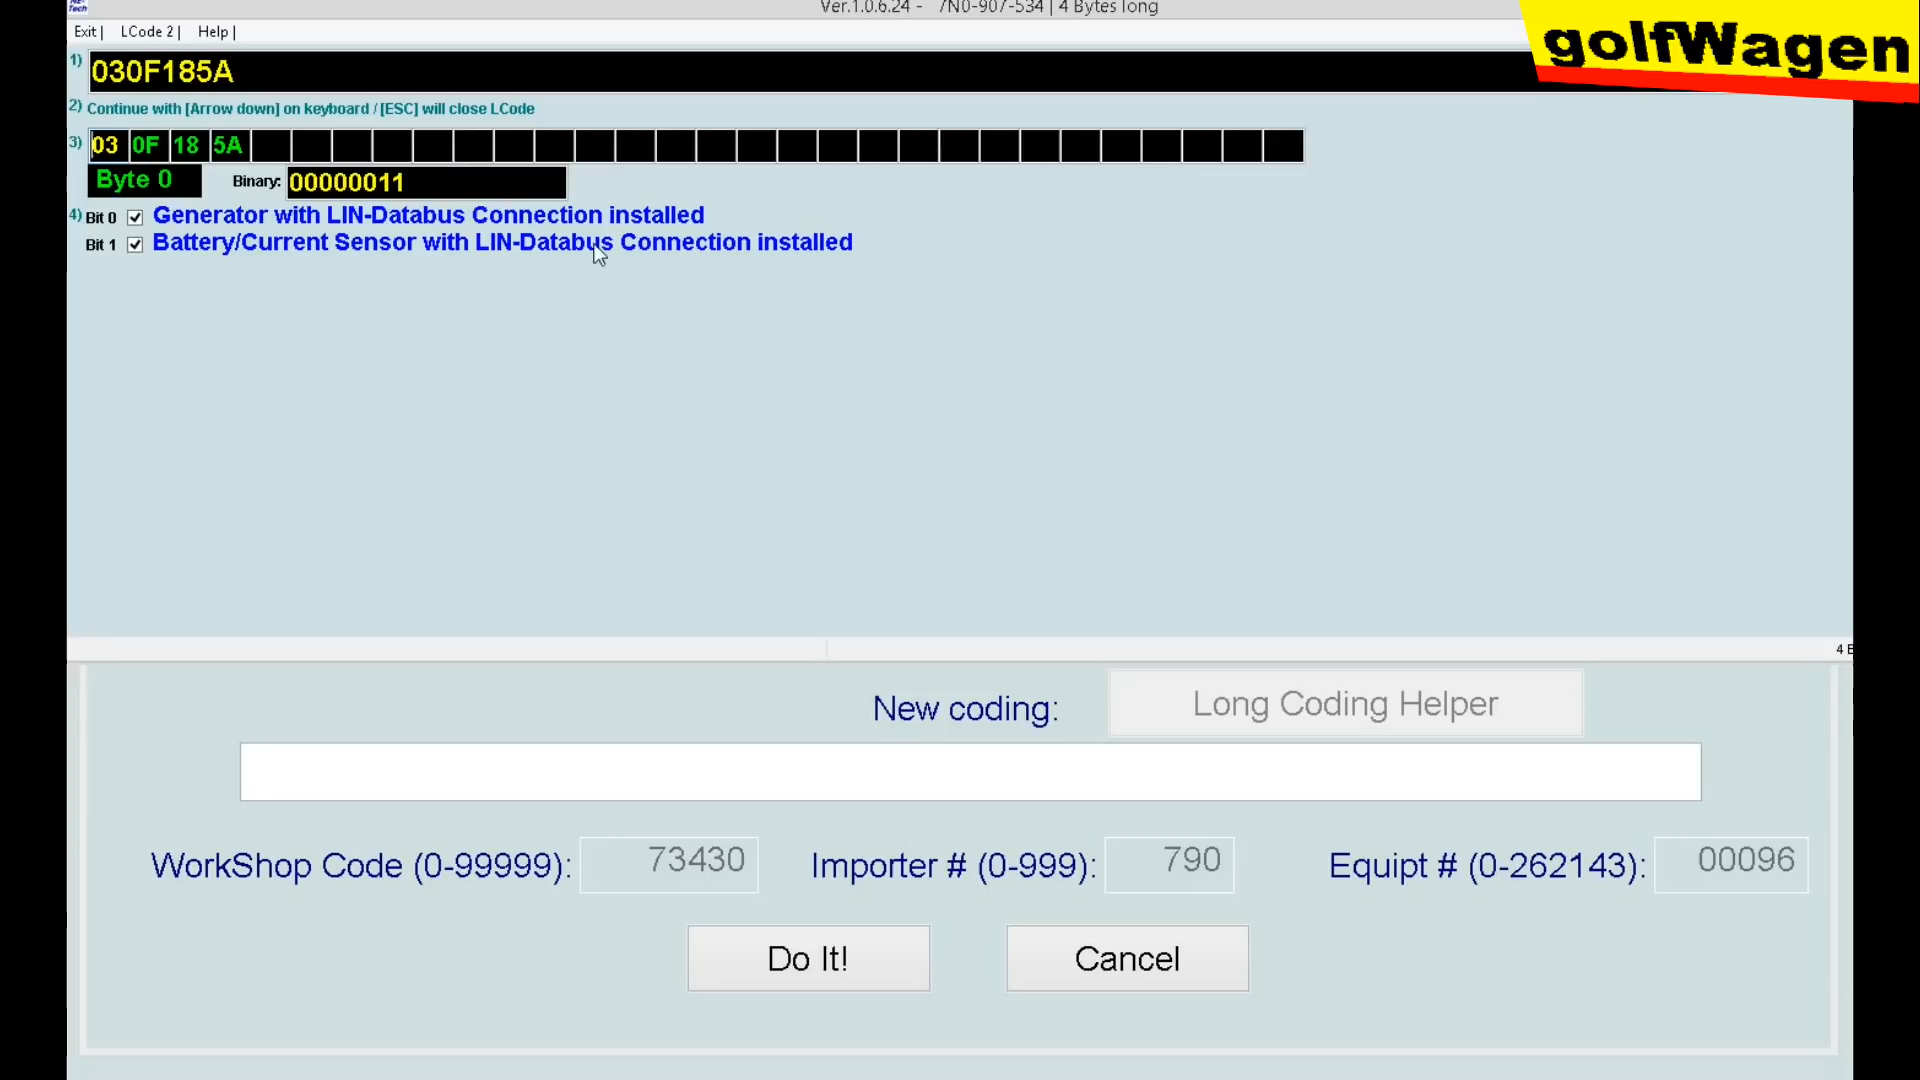 Tech
Ver.1.0.6.24 - 7N0-907-534 | 4 Bytes long
Exit | LCode 2 | Help |
golfWagen
1) 030F185A
2) Continue with [Arrow down] on keyboard / [ESC] will close LCode
3) 03 0F 18 5A
Byte 0 Binary: 00000011
4) Bit 0 Generator with LIN-Databus Connection installed
Bit 1 Battery/Current Sensor with LIN-Databus Connection installed
New coding: Long Coding Helper
WorkShop Code (0-99999): 73430 Importer # (0-999): 790 Equipt # (0-262143): 00096
Do It! Cancel